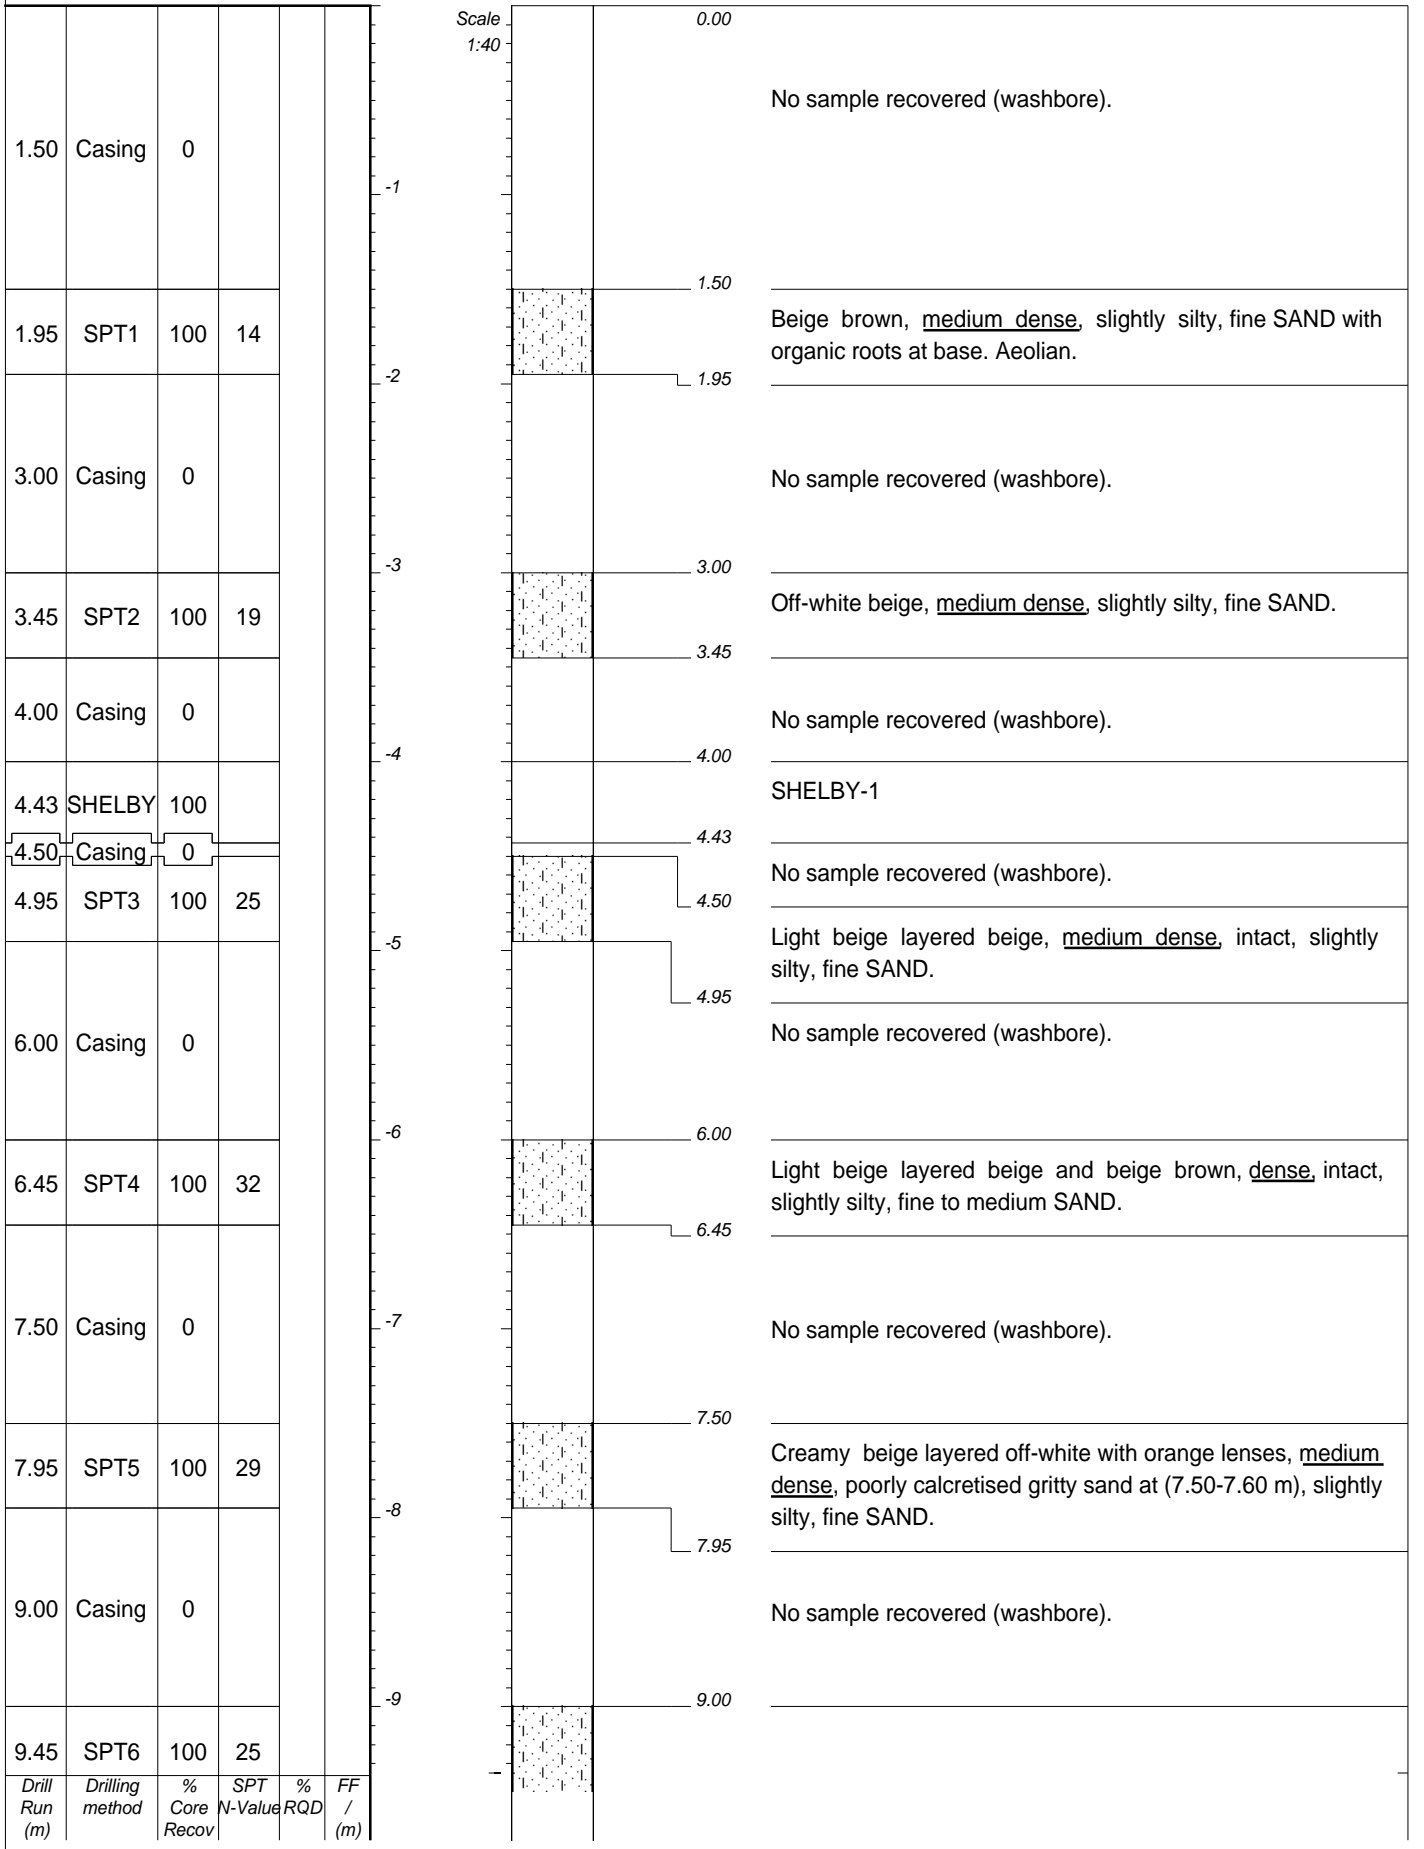 Scale 0.00
1:40
No sample recovered (washbore).
1.50 Casing 0
-1
1.50
Beige brown, medium dense, slightly silty, fine SAND with
1.95 SPT1 100 14
organic roots at base. Aeolian.
-2 1.95
3.00 Casing 0 No sample recovered (washbore).
-3 3.00
Off-white beige, medium dense, slightly silty, fine SAND.
3.45 SPT2 100 19
3.45
4.00 Casing 0 No sample recovered (washbore).
-4 4.00
SHELBY-1
4.43 SHELBY 100
4.43
4.50 Casing 0
No sample recovered (washbore).
4.95 SPT3 100 25 4.50
-5 Light beige layered beige, medium dense, intact, slightly
silty, fine SAND.
4.95
6.00 Casing 0 No sample recovered (washbore).
-6 6.00
Light beige layered beige and beige brown, dense, intact,
6.45 SPT4 100 32
slightly silty, fine to medium SAND.
6.45
7.50 Casing 0 -7 No sample recovered (washbore).
7.50
Creamy beige layered off-white with orange lenses, medium
7.95 SPT5 100 29
dense, poorly calcretised gritty sand at (7.50-7.60 m), slightly
-8 silty, fine SAND.
7.95
9.00 Casing 0 No sample recovered (washbore).
-9 9.00
9.45 SPT6 100 25
Drill Drilling % SPT % FF
Run method Core N-Value RQD /
(m) Recov (m)